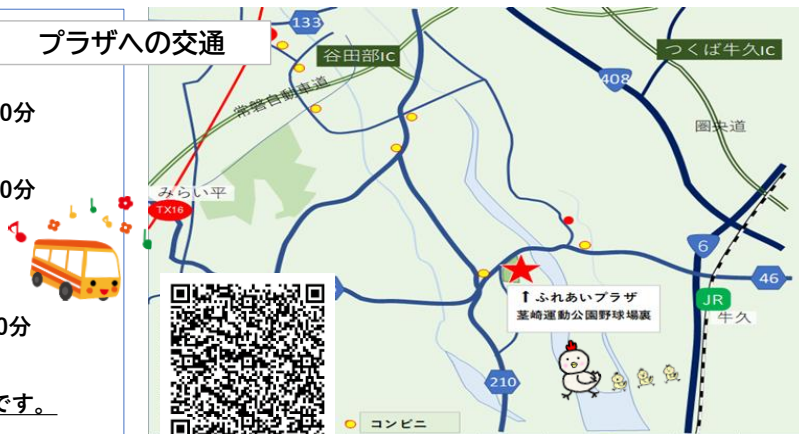 プラザへの交通
0分
0分
0分
です。
133
谷田部IC
つくば牛久IC
408
常磐自動車道
圏央道
みらい平
TX16
6
46
↑ ふれあいプラザ
茎崎運動公園野球場裏
JR
牛久
210
コンビニ